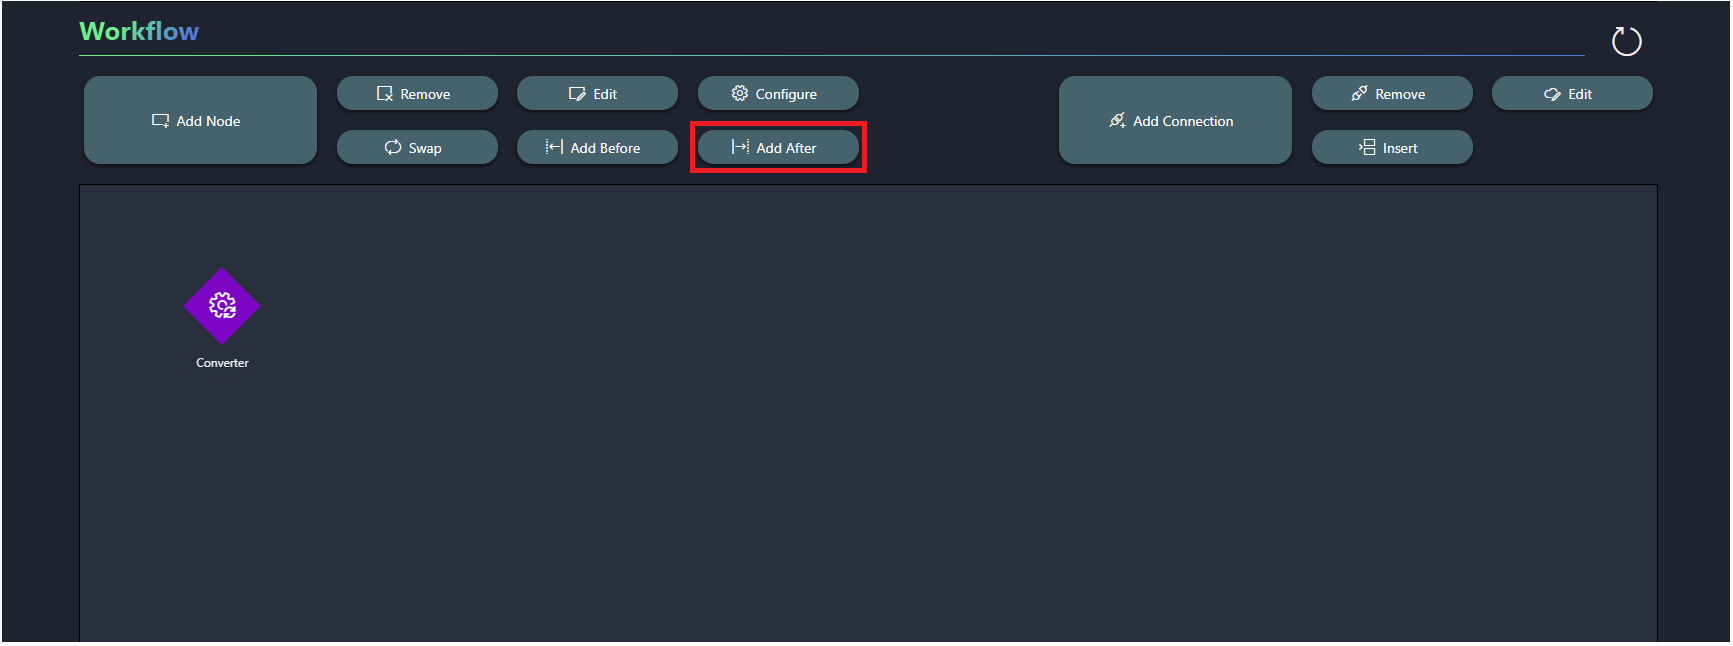 Workflow
Add Node
Remove
Edit
Configure
Swap
Add Before
Add After
Add Connection
Remove
Edit
Insert
Converter